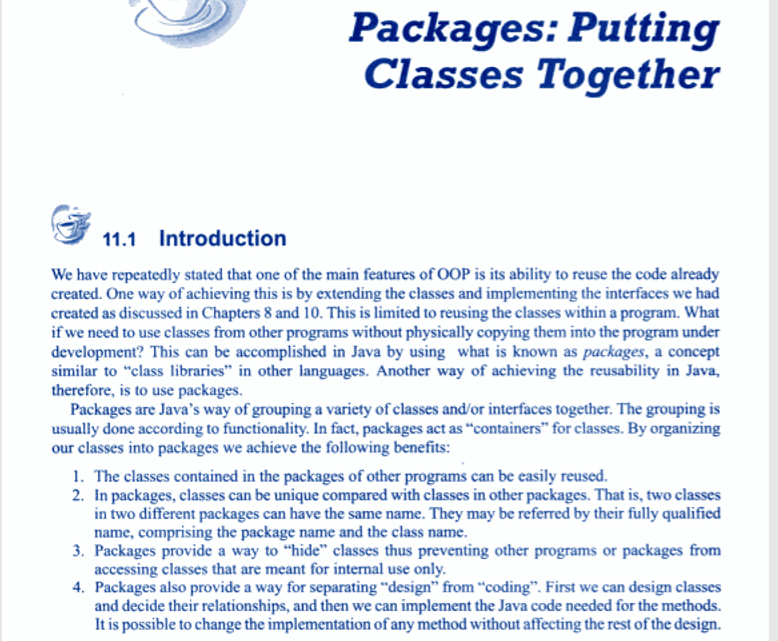 Packages: Putting
Classes Together
11.1 Introduction
We have repeatedly stated that one of the main features of OOP is its ability to reuse the code already
created. One way of achieving this is by extending the classes and implementing the interfaces we had
created as discussed in Chapters 8 and 10. This is limited to reusing the classes within a program. What
if we need to use classes from other programs without physically copying them into the program under
development? This can be accomplished in Java by using what is known as packages, a concept
similar to “class libraries” in other languages. Another way of achieving the reusability in Java,
therefore, is to use packages.
Packages are Java’s way of grouping a variety of classes and/or interfaces together. The grouping is
usually done according to functionality. In fact, packages act as “containers” for classes. By organizing
our classes into packages we achieve the following benefits:
1. The classes contained in the packages of other programs can be easily reused.
2. In packages, classes can be unique compared with classes in other packages. That is, two classes
in two different packages can have the same name. They may be referred by their fully qualified
name, comprising the package name and the class name.
3. Packages provide a way to “hide” classes thus preventing other programs or packages from
accessing classes that are meant for internal use only.
4. Packages also provide a way for separating “design” from “coding”. First we can design classes
and decide their relationships, and then we can implement the Java code needed for the methods.
It is possible to change the implementation of any method without affecting the rest of the design.